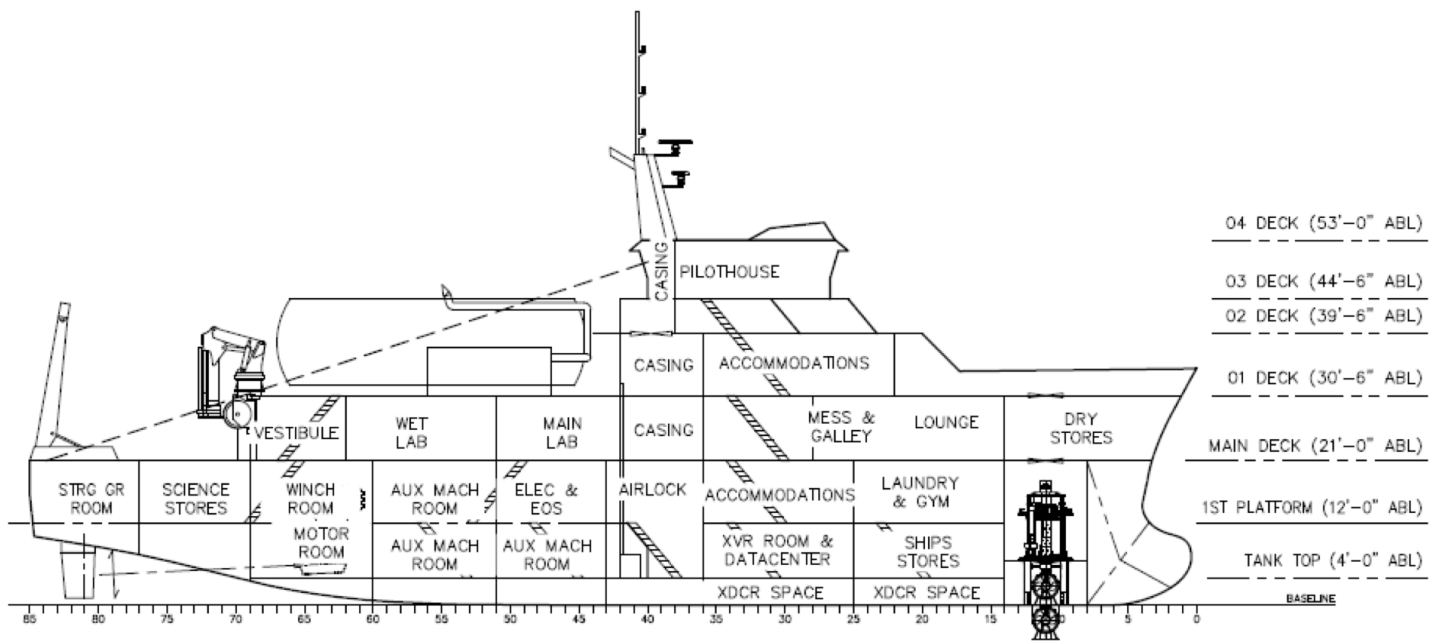 04 DECK (53'-0" ABL)
CASING
PILOTHOUSE
03 DECK (44'-6" ABL)
02 DECK (39'-6" ABL)
CASING
ACCOMMODATIONS
01 DECK (30'-6" ABL)
VESTIBULE
WET
LAB
MAIN
LAB
CASING
MESS &
GALLEY
LOUNGE
DRY
STORES
MAIN DECK (21'-0" ABL)
STRG GR
ROOM
SCIENCE
STORES
WINCH
ROOM
AUX MACH
ROOM
ELEC &
EOS
AIRLOCK
ACCOMMODATIONS
LAUNDRY
& GYM
1ST PLATFORM (12'-0" ABL)
MOTOR
ROOM
AUX MACH
ROOM
AUX MACH
ROOM
XVR ROOM &
DATACENTER
SHIPS
STORES
TANK TOP (4'-0" ABL)
XDCR SPACE
XDCR SPACE
BASELINE
85 80 75 70 65 60 55 50 45 40 35 30 25 20 15 10 5 0